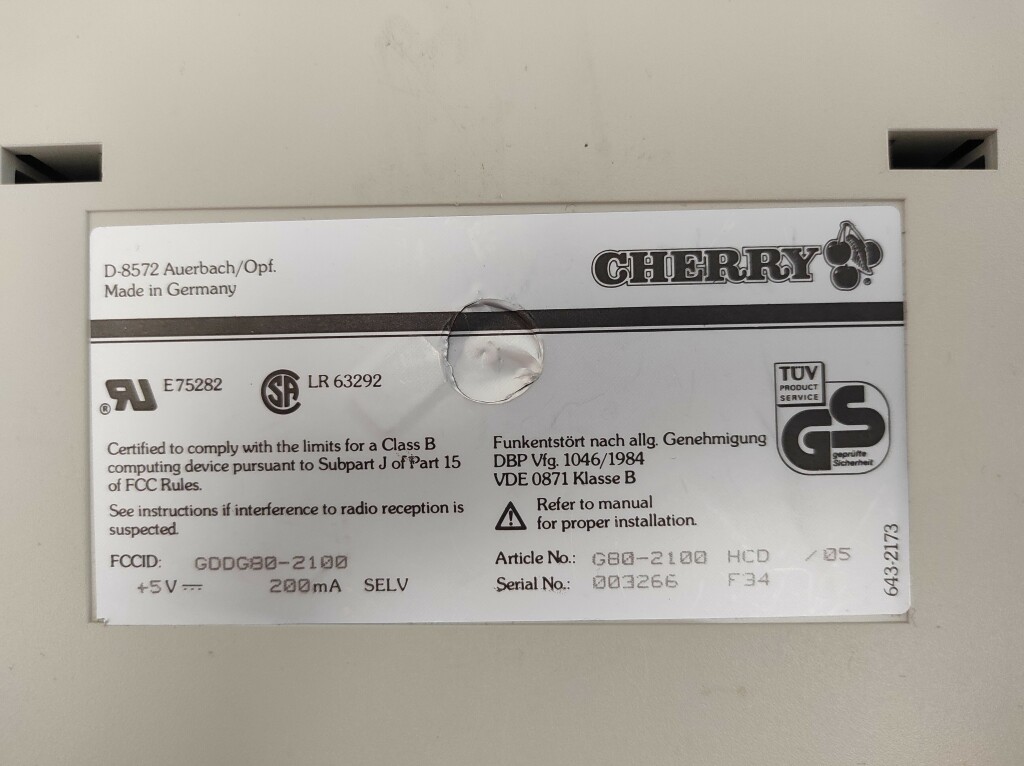 D-8572 Auerbach/Opf.
Made in Germany
CHERRY
®
RU
®
E75282
SA
LR 63292
TÜV
PRODUCT
SERVICE
GS
geprüfte
Sicherheit
Certified to comply with the limits for a Class B
computing device pursuant to Subpart J of Part 15
of FCC Rules.
See instructions if interference to radio reception is
suspected.
Funkentstört nach allg. Genehmigung
DBP Vfg. 1046/1984
VDE 0871 Klasse B
Refer to manual
for proper installation.
FCCID: GDDG80-2100
+5V⎓ 200mA SELV
Article No.: G80-2100 HCD /05
Serial No.: 003266 F34
643-2173